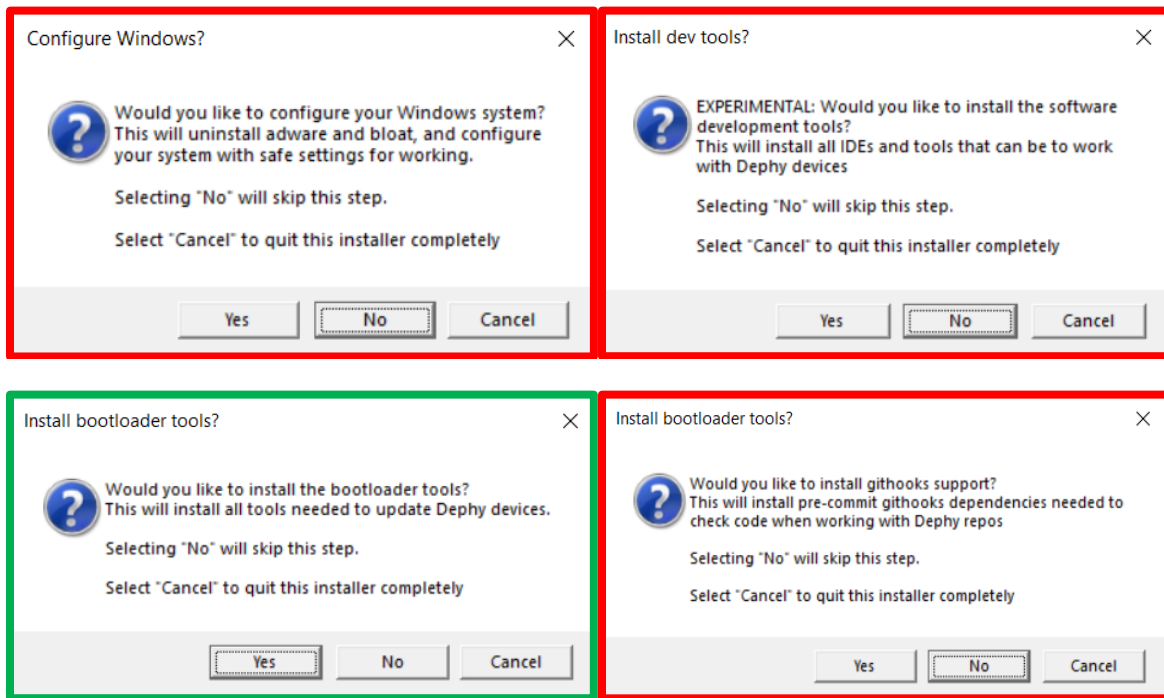 Configure Windows?
Would you like to configure your Windows system?
This will uninstall adware and bloat, and configure
your system with safe settings for working.
Selecting "No" will skip this step.
Select "Cancel" to quit this installer completely
Yes No Cancel
Install dev tools?
EXPERIMENTAL: Would you like to install the software
development tools?
This will install all IDEs and tools that can be to work
with Dephy devices
Selecting "No" will skip this step.
Select "Cancel" to quit this installer completely
Yes No Cancel
Install bootloader tools?
Would you like to install the bootloader tools?
This will install all tools needed to update Dephy devices.
Selecting "No" will skip this step.
Select "Cancel" to quit this installer completely
Yes No Cancel
Install bootloader tools?
Would you like to install githooks support?
This will install pre-commit githooks dependencies needed to
check code when working with Dephy repos
Selecting "No" will skip this step.
Select "Cancel" to quit this installer completely
Yes No Cancel